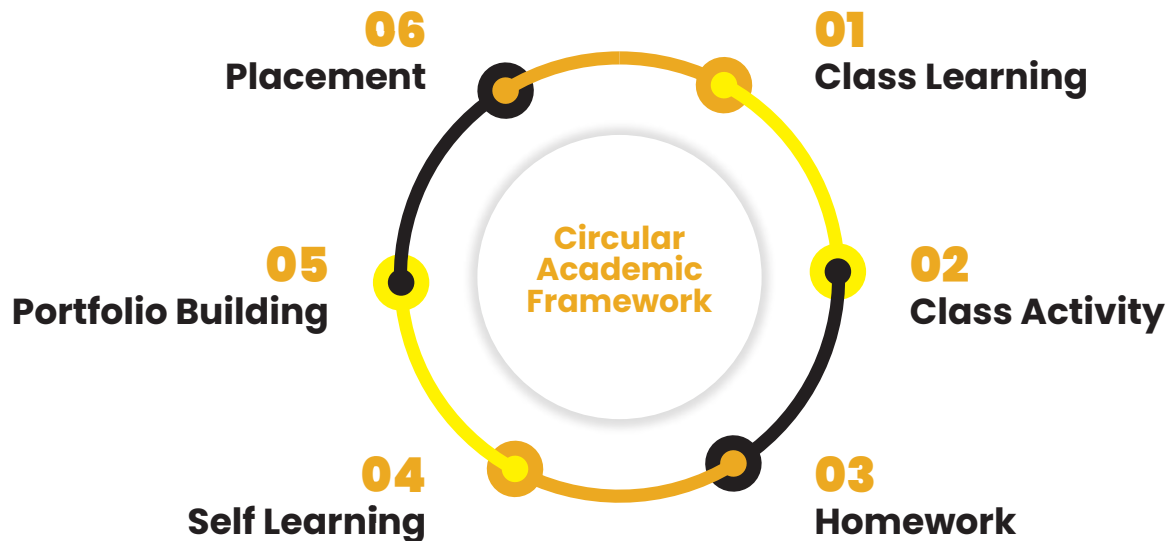 Circular
Academic
Framework
01
Class Learning
02
Class Activity
03
Homework
04
Self Learning
05
Portfolio Building
06
Placement